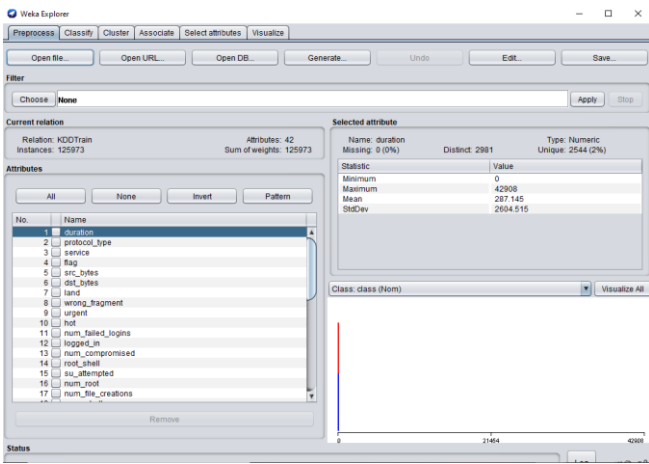 Weka Explorer
Preprocess Classify Cluster Associate Select attributes Visualize
Open file... Open URL... Open DB... Generate... Undo Edit... Save...
Filter
Choose None Apply Stop
Current relation
Relation: KDDTrain Attributes: 42
Instances: 125973 Sum of weights: 125973
Attributes
All None Invert Pattern
No. Name
1 duration
2 protocol_type
3 service
4 flag
5 src_bytes
6 dst_bytes
7 land
8 wrong_fragment
9 urgent
10 hot
11 num_failed_logins
12 logged_in
13 num_compromised
14 root_shell
15 su_attempted
16 num_root
17 num_file_creations
Remove
Selected attribute
Name: duration Type: Numeric
Missing: 0 (0%) Distinct: 2981 Unique: 2544 (2%)
Statistic Value
Minimum 0
Maximum 42908
Mean 287.145
StdDev 2604.515
Class: class (Nom) Visualize All
0 21454 42908
Status